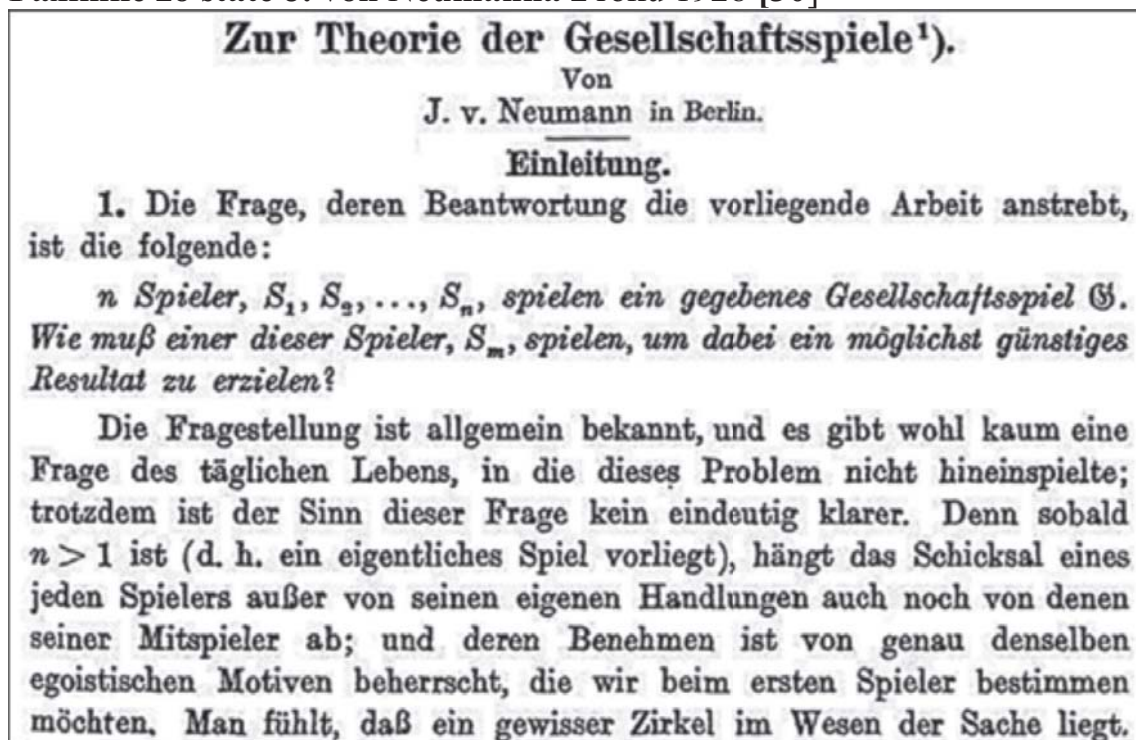 von Neumanna z roku 1928
Zur Theorie der Gesellschaftsspiele¹).
Von
J. v. Neumann in Berlin.
Einleitung.
1. Die Frage, deren Beantwortung die vorliegende Arbeit anstrebt,
ist die folgende:
n Spieler, S₁, S₂, ..., Sₙ, spielen ein gegebenes Gesellschaftsspiel 𝔊.
Wie muß einer dieser Spieler, Sₘ, spielen, um dabei ein möglichst günstiges
Resultat zu erzielen?
Die Fragestellung ist allgemein bekannt, und es gibt wohl kaum eine
Frage des täglichen Lebens, in die dieses Problem nicht hineinspielte;
trotzdem ist der Sinn dieser Frage kein eindeutig klarer. Denn sobald
n > 1 ist (d. h. ein eigentliches Spiel vorliegt), hängt das Schicksal eines
jeden Spielers außer von seinen eigenen Handlungen auch noch von denen
seiner Mitspieler ab; und deren Benehmen ist von genau denselben
egoistischen Motiven beherrscht, die wir beim ersten Spieler bestimmen
möchten. Man fühlt, daß ein gewisser Zirkel im Wesen der Sache liegt.